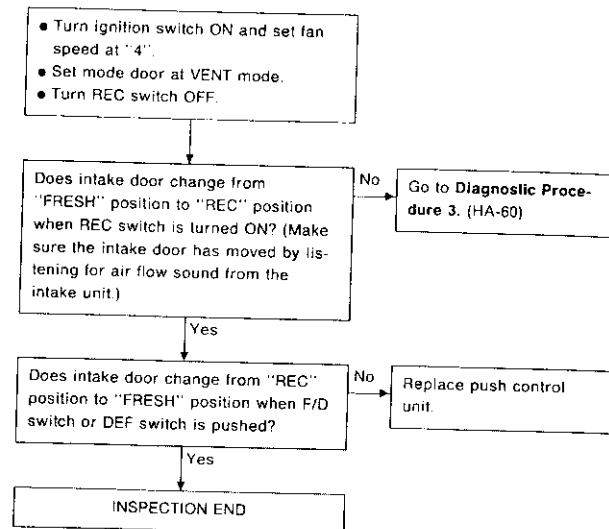 ● Turn ignition switch ON and set fan
speed at "4".
● Set mode door at VENT mode.
● Turn REC switch OFF.
Does intake door change from
"FRESH" position to "REC" position
when REC switch is turned ON? (Make
sure the intake door has moved by lis-
tening for air flow sound from the
intake unit.)
No
Go to Diagnostic Proce-
dure 3. (HA-60)
Yes
Does intake door change from "REC"
position to "FRESH" position when F/D
switch or DEF switch is pushed?
No
Replace push control
unit.
Yes
INSPECTION END